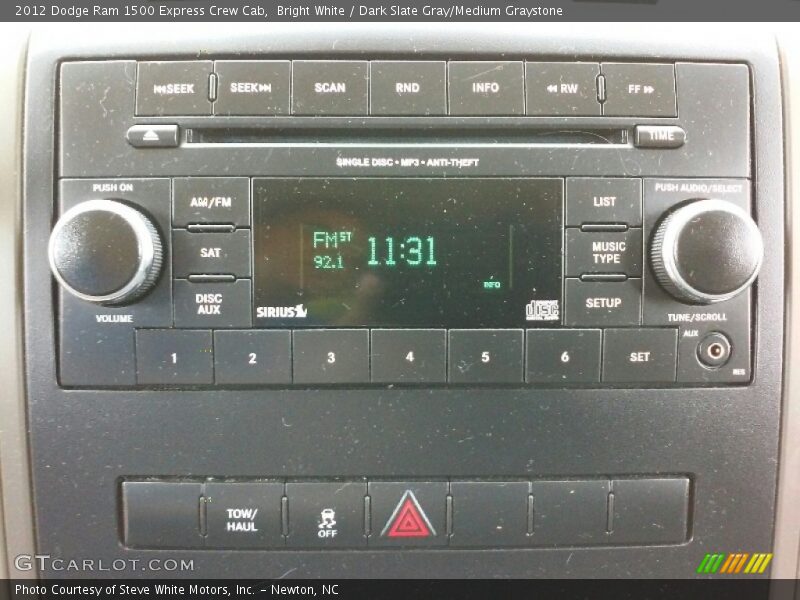 2012 Dodge Ram 1500 Express Crew Cab,  Bright White / Dark Slate Gray/Medium Graystone
SEEK SEEK SCAN RND INFO RW FF
TIME
SINGLE DISC • MP3 • ANTI-THEFT
PUSH ON
AM/FM
SAT
DISC
AUX
VOLUME
FM ST
92.1
11:31
INFO
SIRIUS
COMPACT
disc
LIST
MUSIC
TYPE
SETUP
PUSH AUDIO/SELECT
TUNE/SCROLL
AUX
RES
1 2 3 4 5 6 SET
TOW/
HAUL
OFF
GTCARLOT.COM
Photo Courtesy of Steve White Motors, Inc. – Newton, NC